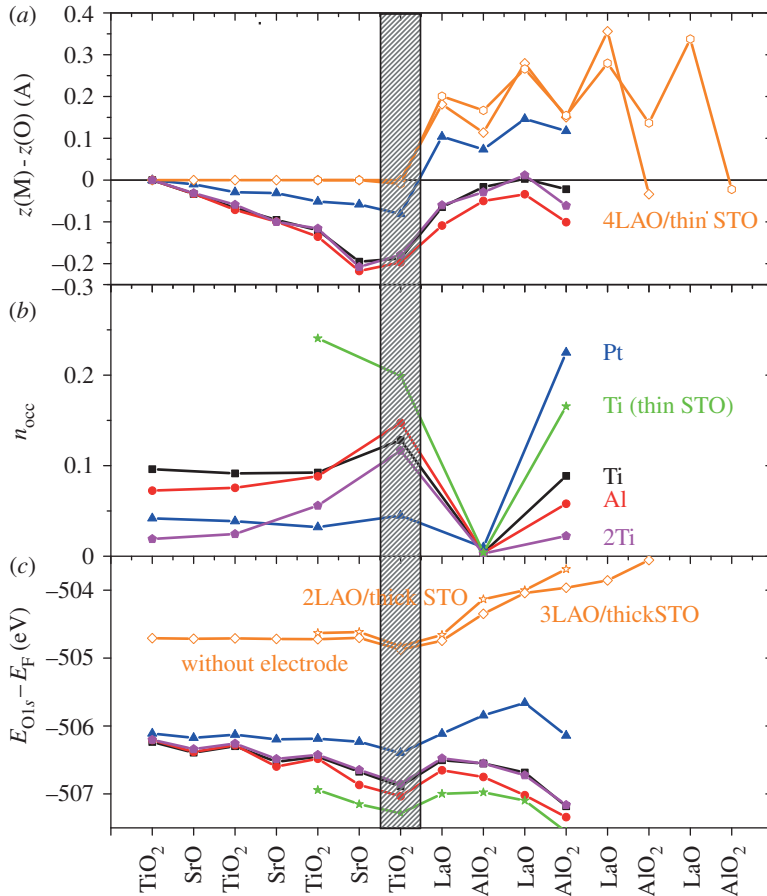 (a)
z(M) - z(O) (A)
0.4
0.3
0.2
0.1
0
−0.1
−0.2
−0.3
4LAO/thin STO
(b)
n_occ
0.2
0.1
0
Pt
Ti (thin STO)
Ti
Al
2Ti
(c)
E_O1s − E_F (eV)
−504
−505
−506
−507
2LAO/thick STO
3LAO/thickSTO
without electrode
TiO2
SrO
TiO2
SrO
TiO2
SrO
TiO2
LaO
AlO2
LaO
AlO2
LaO
AlO2
LaO
AlO2